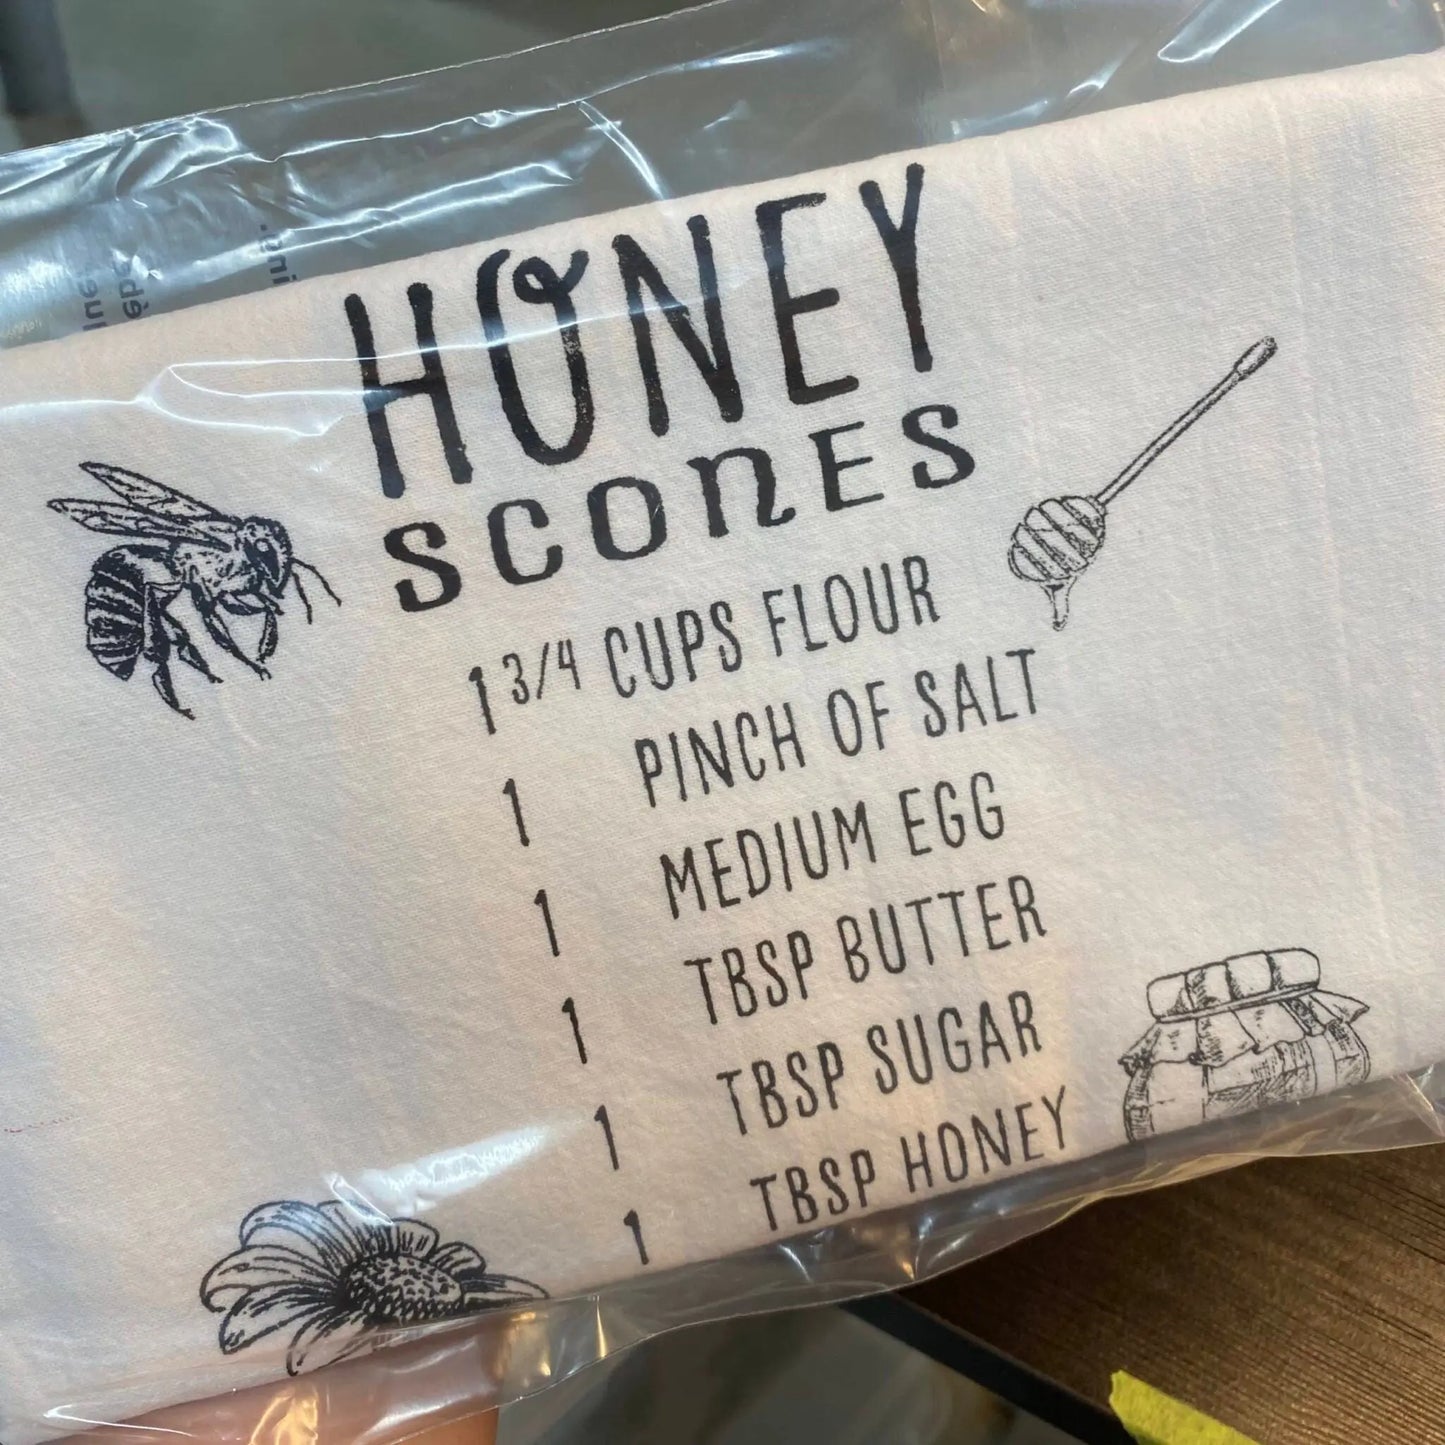 HONEY
SCONES
1 3/4 CUPS FLOUR
1 PINCH OF SALT
1 MEDIUM EGG
1 TBSP BUTTER
1 TBSP SUGAR
1 TBSP HONEY